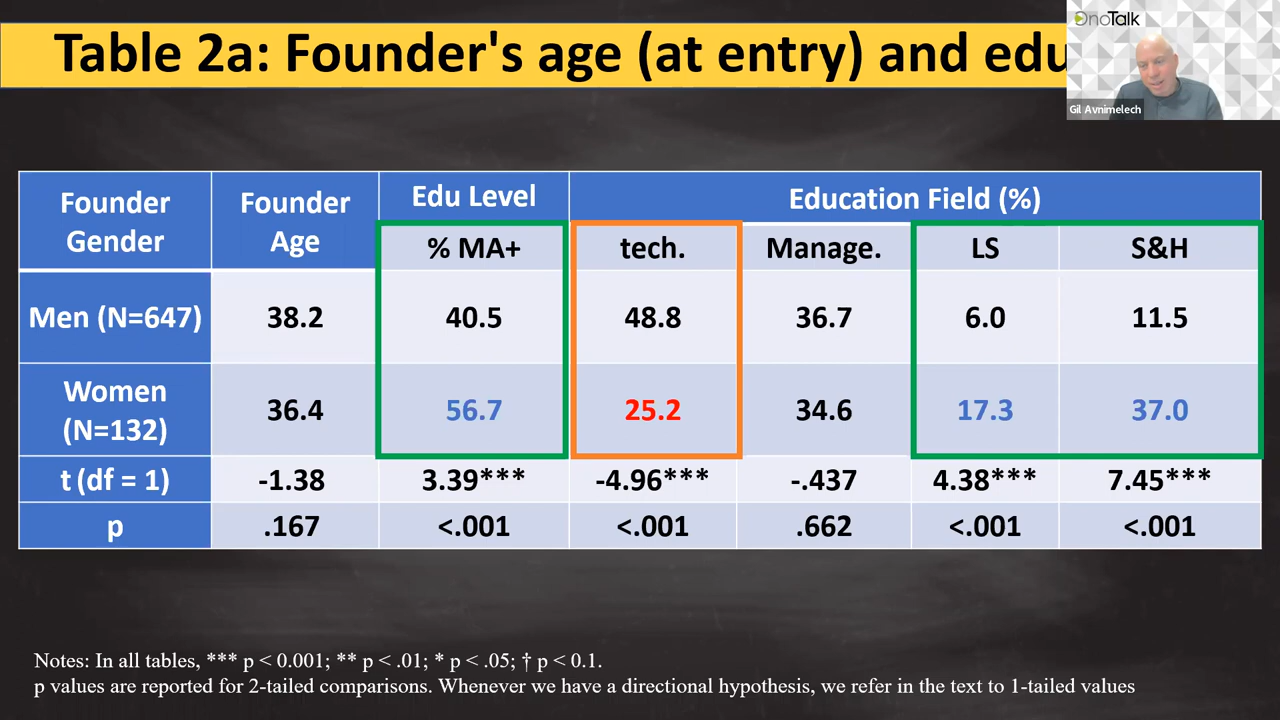 Table 2a: Founder's age (at entry) and edu
OnoTalk
Gil Avnimelech
Founder Gender | Founder Age | Edu Level | Education Field (%)
% MA+ | tech. | Manage. | LS | S&H
Men (N=647) | 38.2 | 40.5 | 48.8 | 36.7 | 6.0 | 11.5
Women (N=132) | 36.4 | 56.7 | 25.2 | 34.6 | 17.3 | 37.0
t (df = 1) | -1.38 | 3.39*** | -4.96*** | -.437 | 4.38*** | 7.45***
p | .167 | <.001 | <.001 | .662 | <.001 | <.001
Notes: In all tables, *** p < 0.001; ** p < .01; * p < .05; † p < 0.1.
p values are reported for 2-tailed comparisons. Whenever we have a directional hypothesis, we refer in the text to 1-tailed values